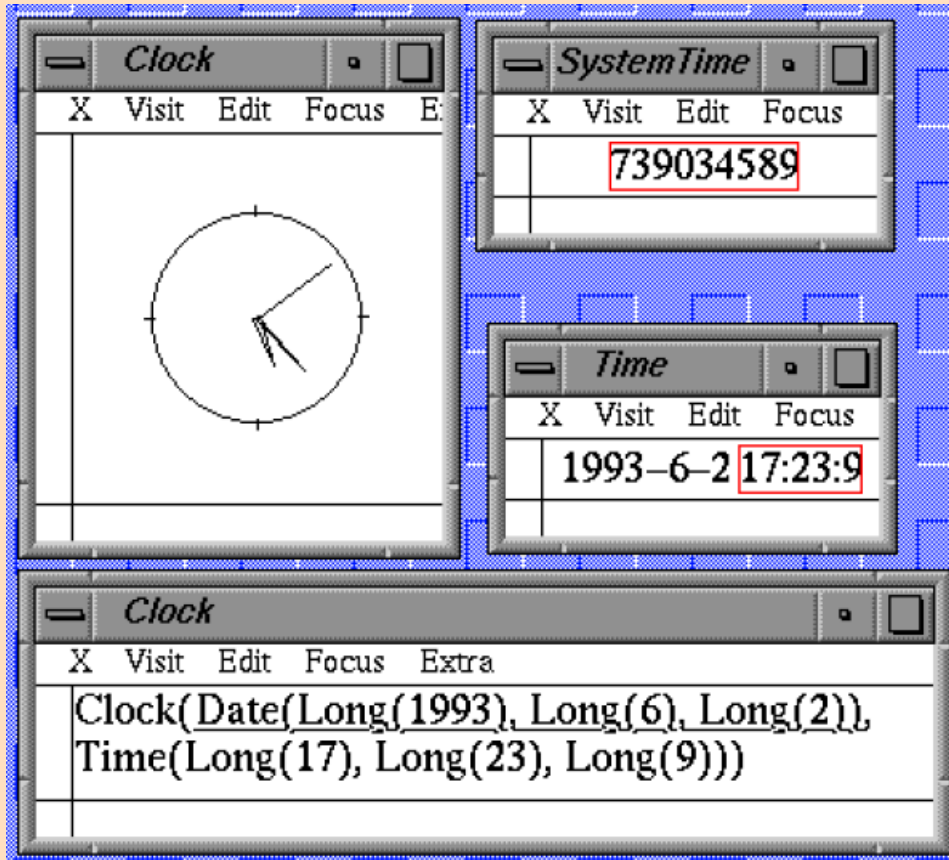 Clock
X Visit Edit Focus E
SystemTime
X Visit Edit Focus
739034589
Time
X Visit Edit Focus
1993–6–2 17:23:9
Clock
X Visit Edit Focus Extra
Clock(Date(Long(1993), Long(6), Long(2)),
Time(Long(17), Long(23), Long(9)))